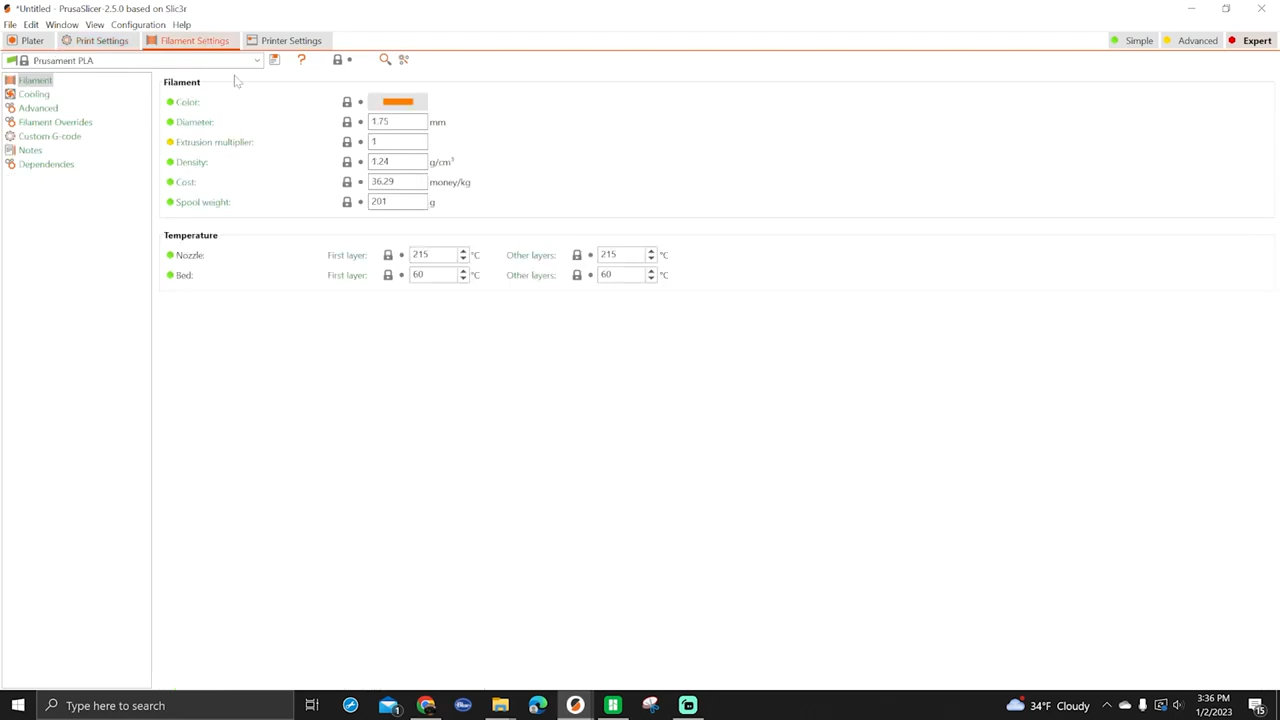 *Untitled - PrusaSlicer-2.5.0 based on Slic3r
File Edit Window View Configuration Help
Plater Print Settings Filament Settings Printer Settings Simple Advanced Expert
Prusament PLA
Filament
Cooling
Advanced
Filament Overrides
Custom G-code
Notes
Dependencies
Filament
Color:
Diameter: 1.75 mm
Extrusion multiplier: 1
Density: 1.24 g/cm³
Cost: 36.29 money/kg
Spool weight: 201 g
Temperature
Nozzle: First layer: 215 °C Other layers: 215 °C
Bed: First layer: 60 °C Other layers: 60 °C
Type here to search
34°F Cloudy
3:36 PM
1/2/2023